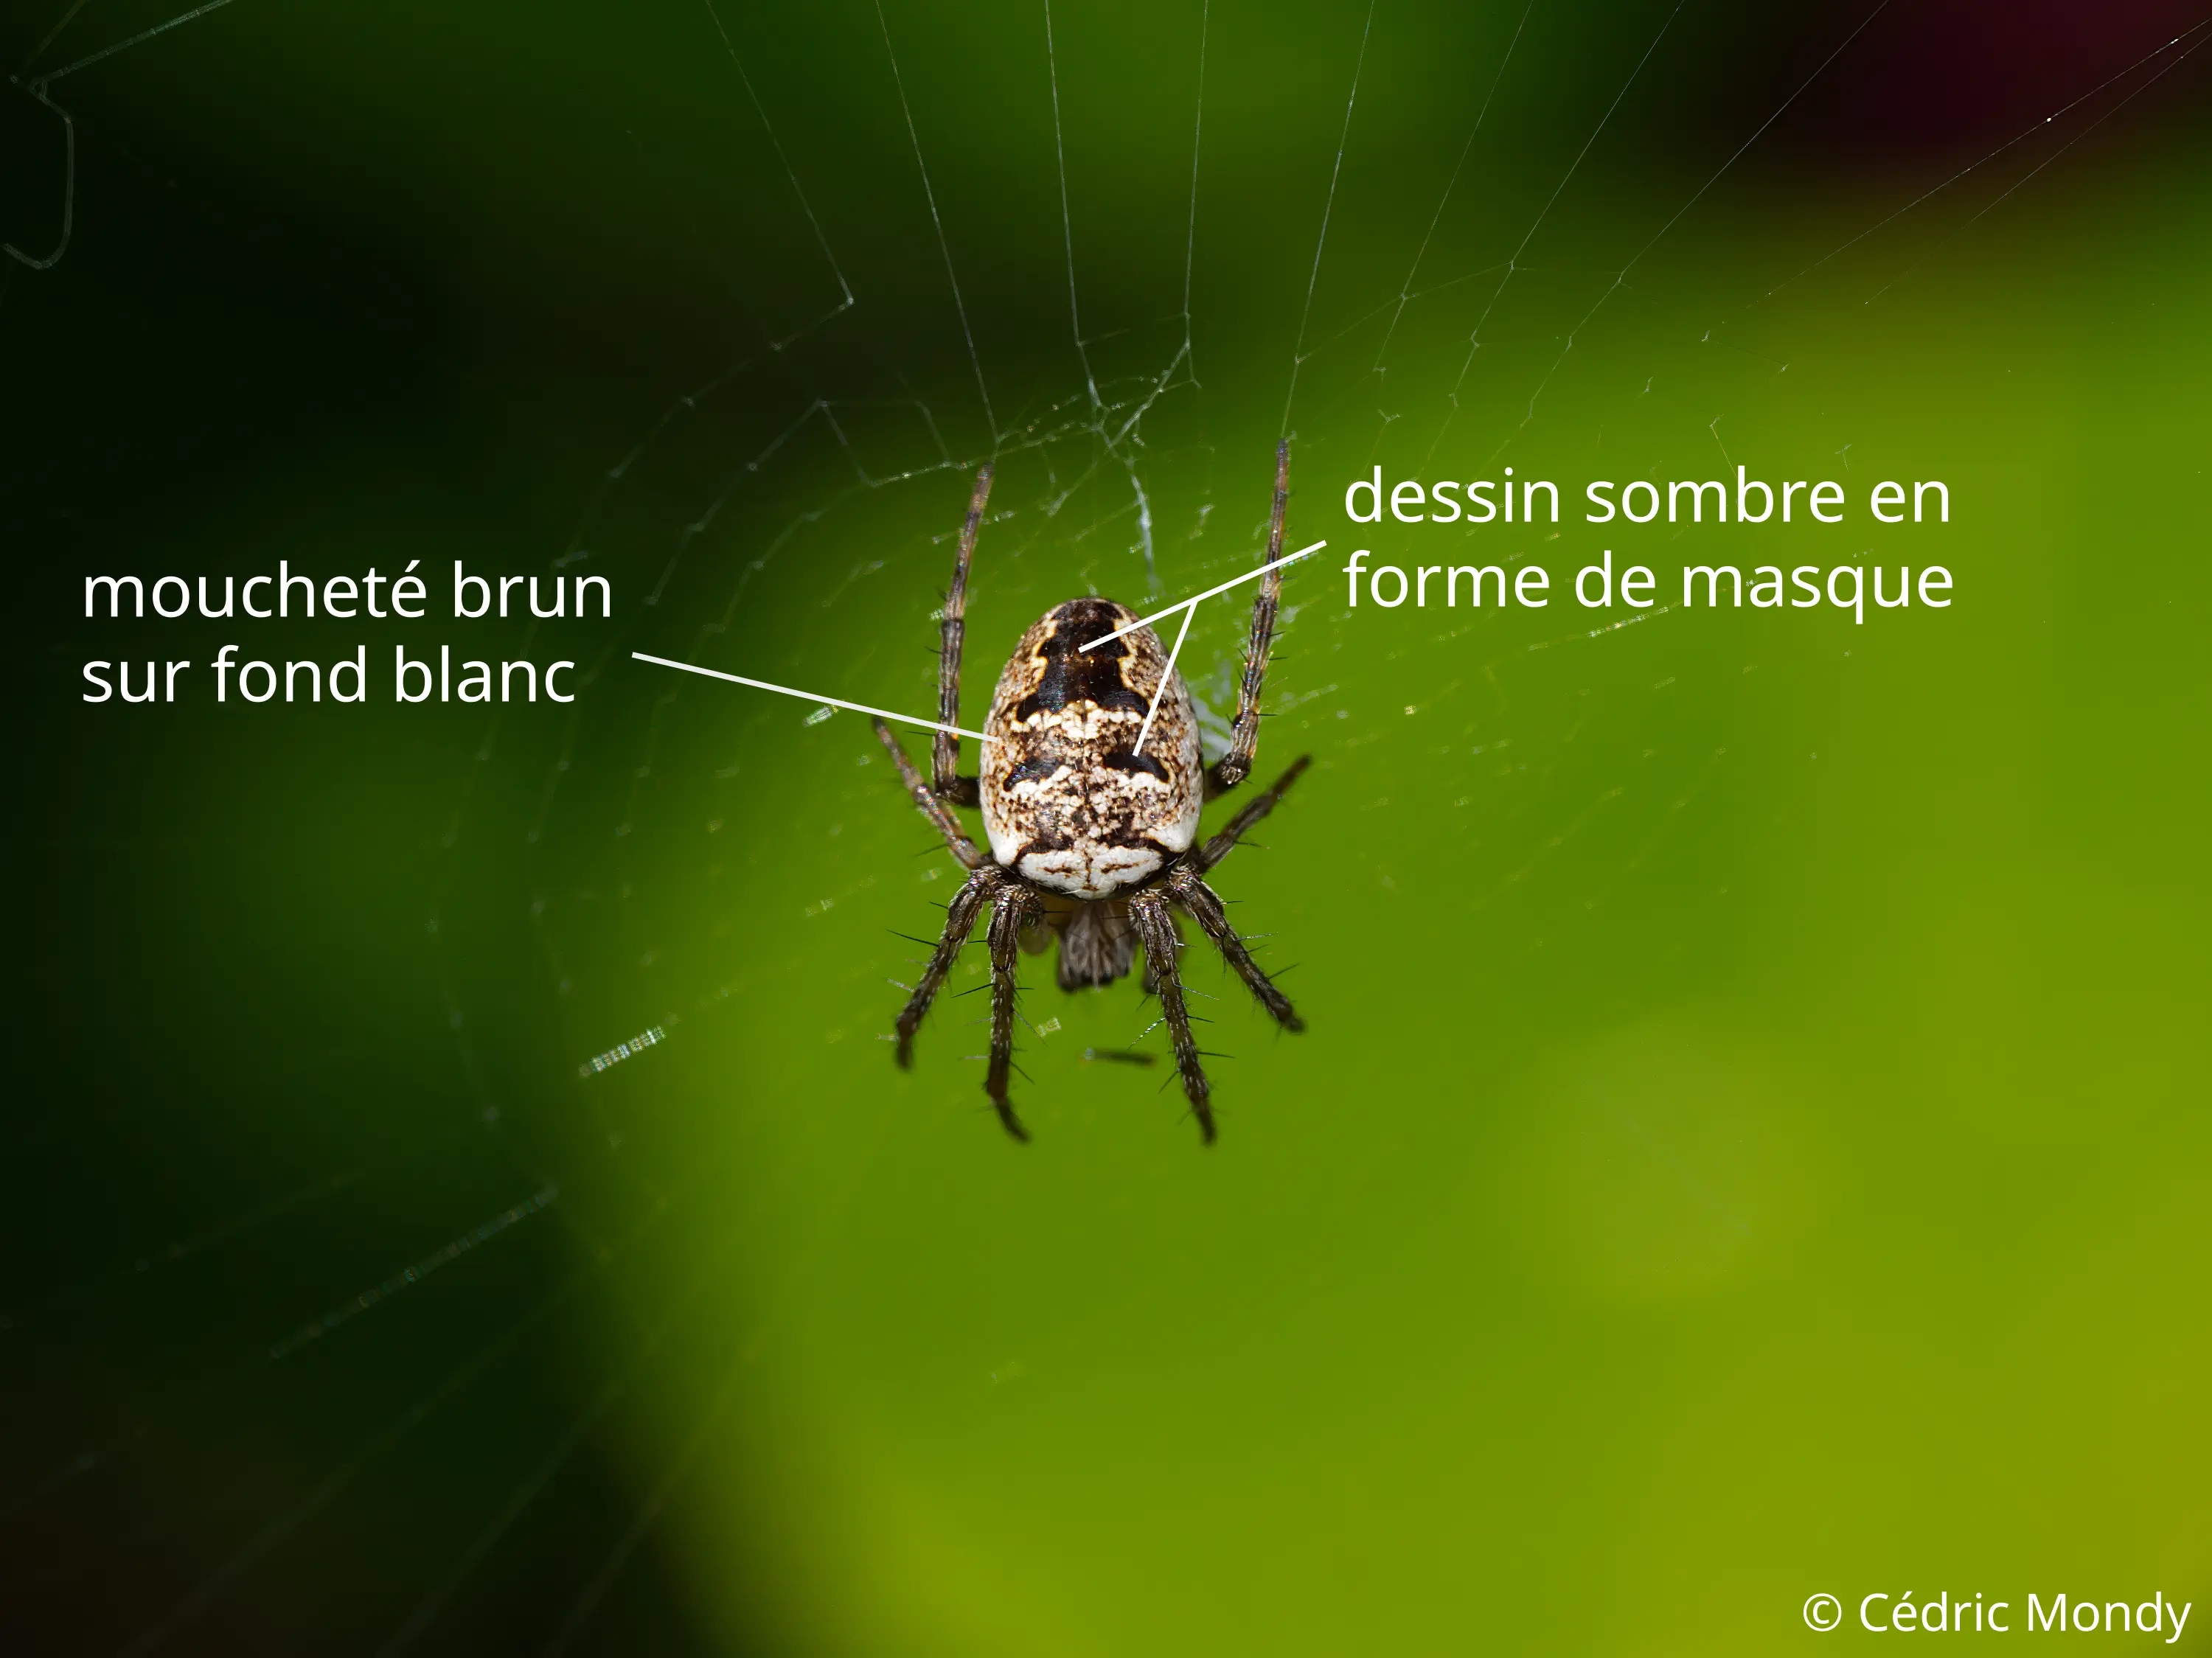 moucheté brun
sur fond blanc
dessin sombre en
forme de masque
© Cédric Mondy